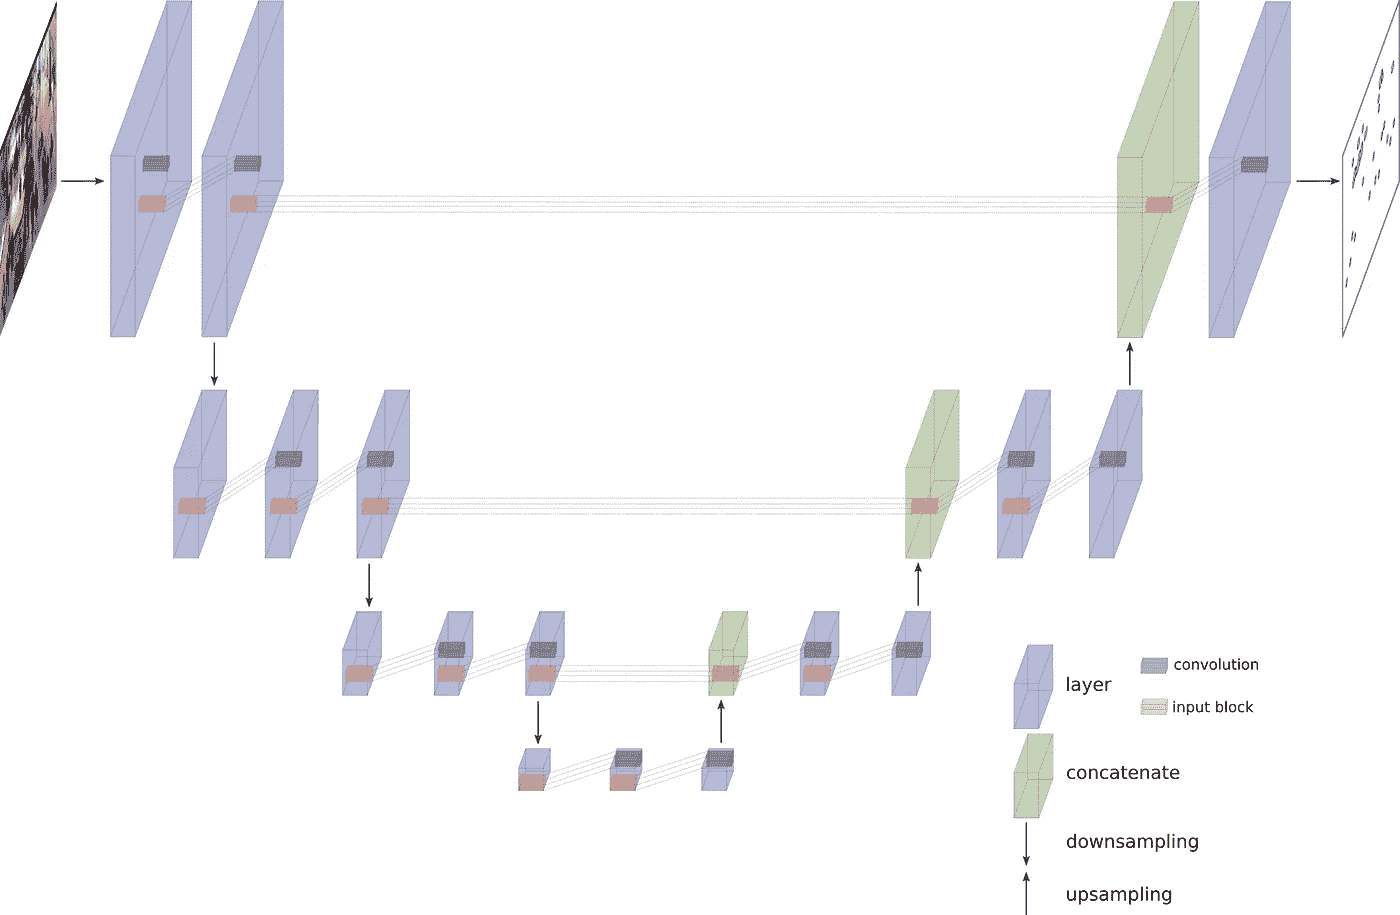 layer
convolution
input block
concatenate
downsampling
upsampling